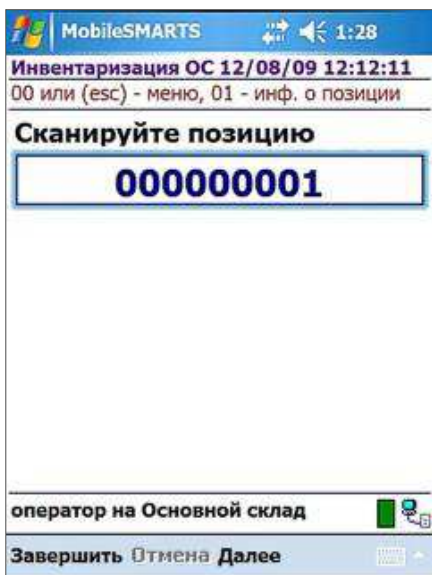 MobileSMARTS 1:28
Инвентаризация ОС 12/08/09 12:12:11
00 или (esc) - меню, 01 - инф. о позиции
Сканируйте позицию
000000001
оператор на Основной склад
Завершить Отмена Далее